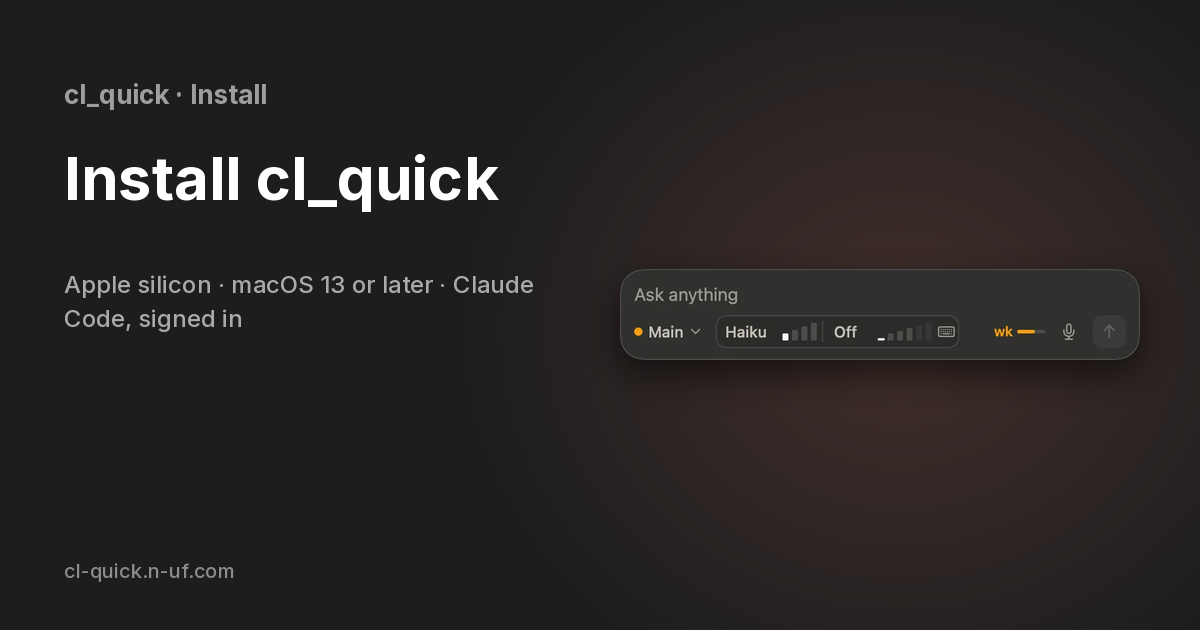 cl_quick · Install
Install cl_quick
Apple silicon · macOS 13 or later · Claude
Code, signed in
Ask anything
Main Haiku Off wk
cl-quick.n-uf.com